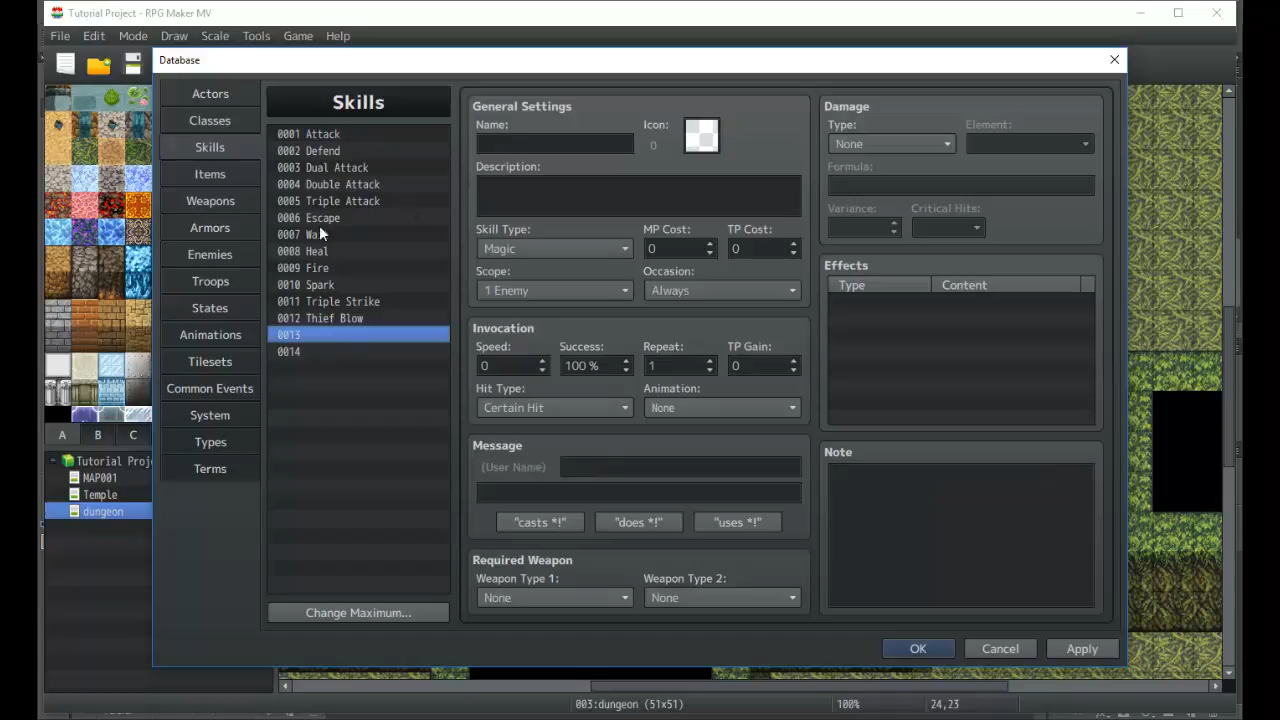 Tutorial Project - RPG Maker MV
File Edit Mode Draw Scale Tools Game Help
Database
Actors
Classes
Skills
Items
Weapons
Armors
Enemies
Troops
States
Animations
Tilesets
Common Events
System
Types
Terms
Skills
0001 Attack
0002 Defend
0003 Dual Attack
0004 Double Attack
0005 Triple Attack
0006 Escape
0007
0008 Heal
0009 Fire
0010 Spark
0011 Triple Strike
0012 Thief Blow
0013
0014
Change Maximum...
General Settings
Name: Icon:
0
Description:
Skill Type: MP Cost: TP Cost:
Magic 0 0
Scope: Occasion:
1 Enemy Always
Invocation
Speed: Success: Repeat: TP Gain:
0 100 % 1 0
Hit Type: Animation:
Certain Hit None
Message
(User Name)
"casts *!" "does *!" "uses *!"
Required Weapon
Weapon Type 1: Weapon Type 2:
None None
Damage
Type: Element:
None
Formula:
Variance: Critical Hits:
Effects
Type Content
Note
OK Cancel Apply
A B C
Tutorial Proj
MAP001
Temple
dungeon
003:dungeon (51x51) 100% 24,23